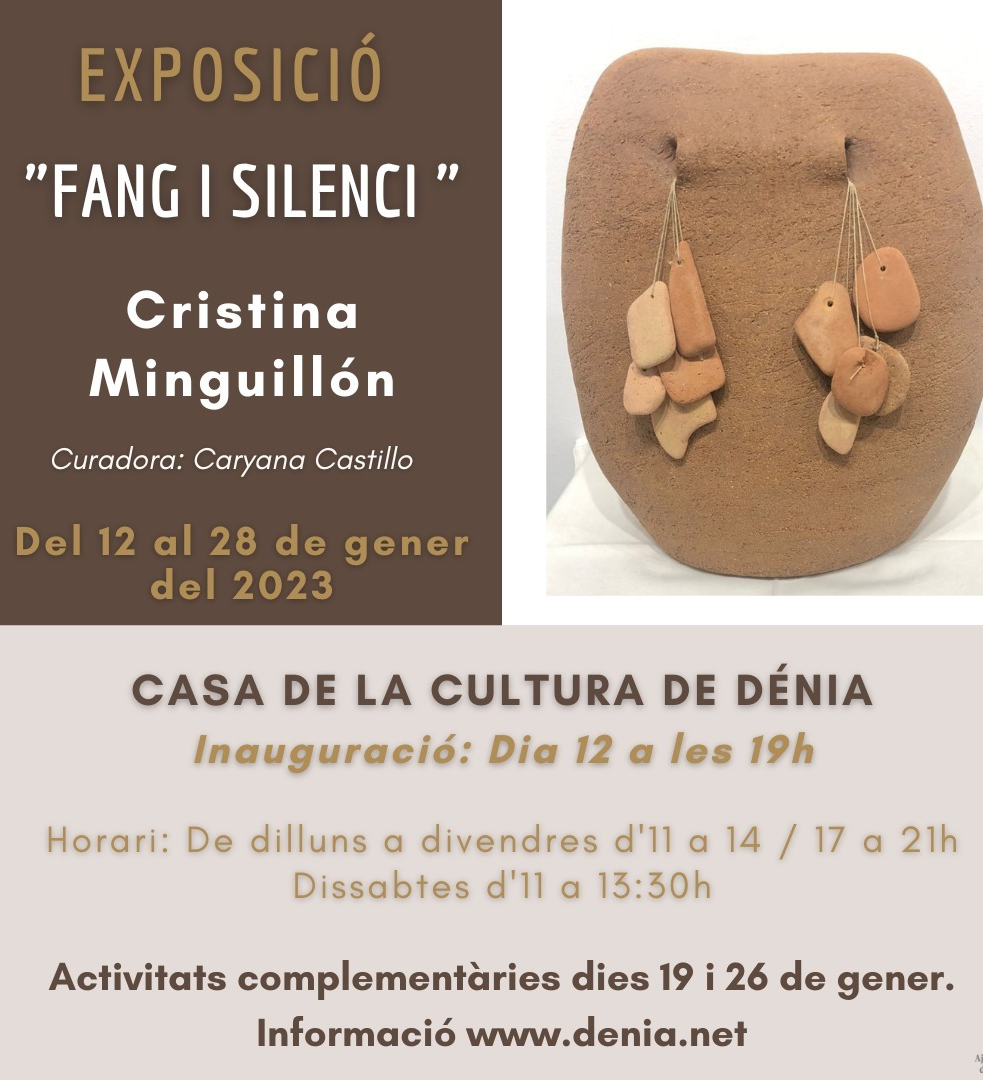 EXPOSICIÓ
”FANG I SILENCI ”
Cristina
Minguillón
Curadora: Caryana Castillo
Del 12 al 28 de gener
del 2023
CASA DE LA CULTURA DE DÉNIA
Inauguració: Dia 12 a les 19h
Horari: De dilluns a divendres d'11 a 14 / 17 a 21h
Dissabtes d'11 a 13:30h
Activitats complementàries dies 19 i 26 de gener.
Informació www.denia.net